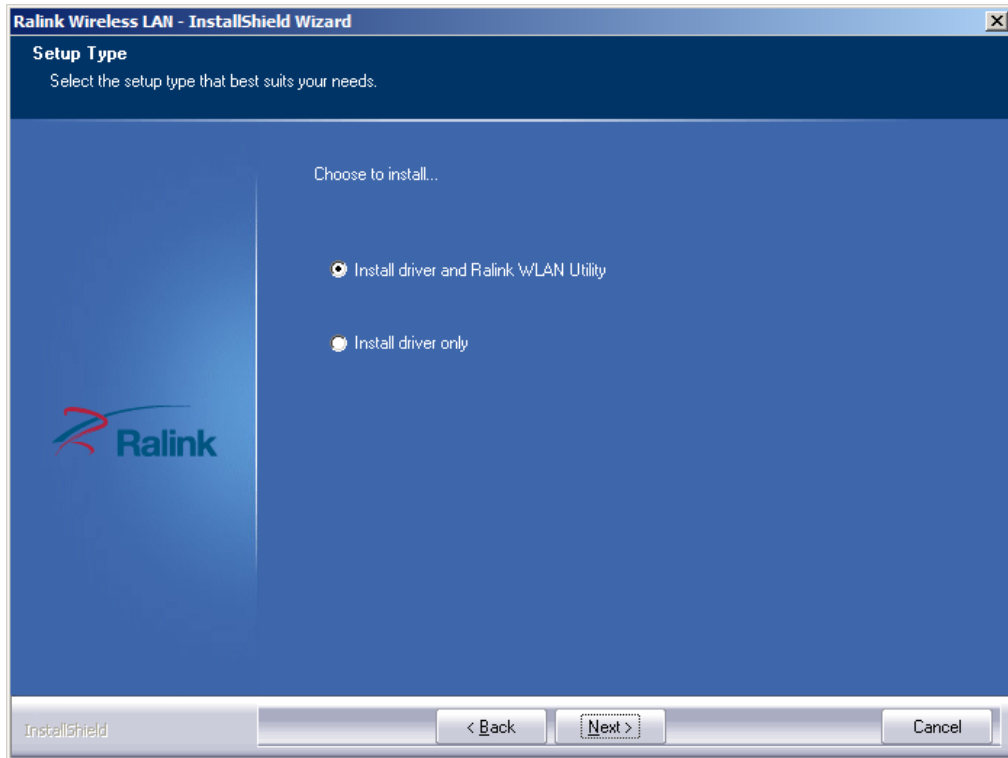 Ralink Wireless LAN - InstallShield Wizard
Setup Type
Select the setup type that best suits your needs.
Choose to install...
Install driver and Ralink WLAN Utility
Install driver only
Ralink
InstallShield
< Back
Next >
Cancel